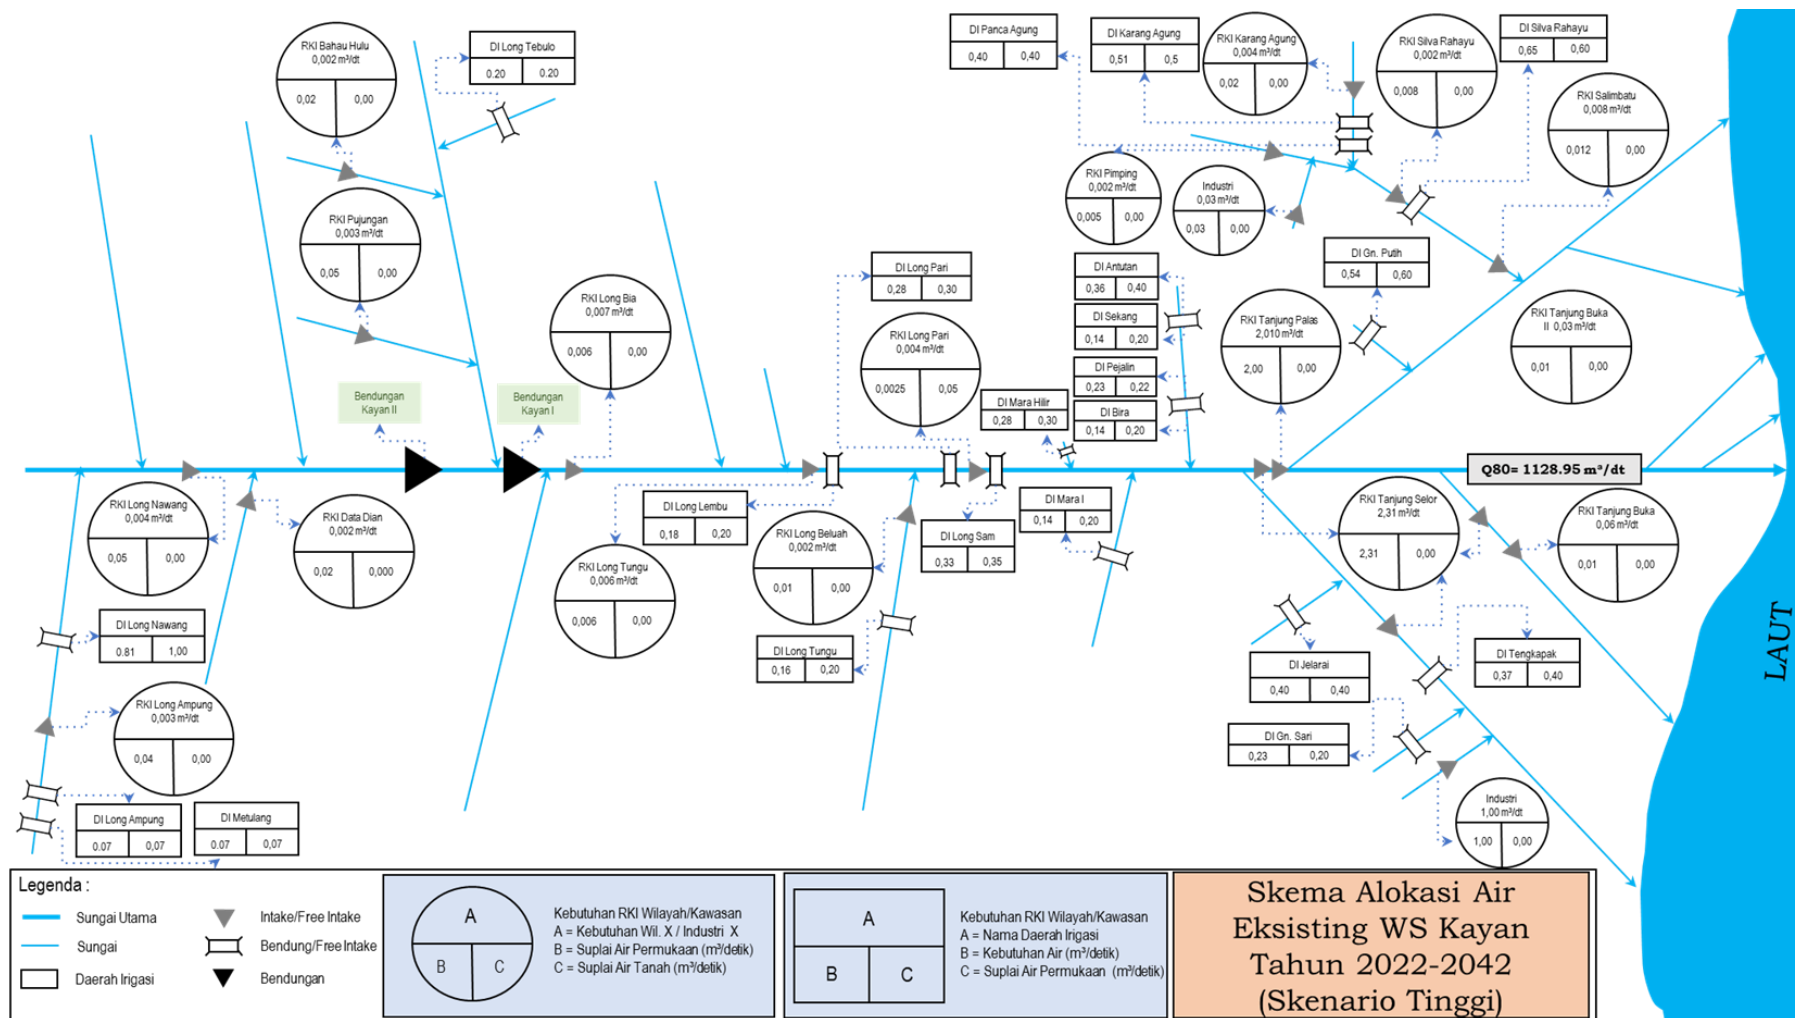 RKI Bahau Hulu
0,002 m³/dt
0,02 0,00
DI Long Tebulo
0.20 0.20
RKI Pujungan
0,003 m³/dt
0,05 0,00
RKI Long Bia
0,007 m³/dt
0,006 0,00
Bendungan
Kayan II
Bendungan
Kayan I
DI Panca Agung
0,40 0,40
DI Karang Agung
0,51 0,5
RKI Karang Agung
0,004 m³/dt
0,02 0,00
RKI Silva Rahayu
0,002 m³/dt
0,008 0,00
DI Silva Rahayu
0,65 0,60
RKI Salimbatu
0,008 m³/dt
0,012 0,00
RKI Pimping
0,002 m³/dt
0,005 0,00
Industri
0,03 m³/dt
0,03 0,00
DI Gn. Putih
0,54 0,60
DI Long Pari
0,28 0,30
RKI Long Pari
0,004 m³/dt
0,0025 0,05
DI Antutan
0,36 0,40
DI Sekang
0,14 0,20
DI Pejalin
0,23 0,22
DI Bira
0,14 0,20
DI Mara Hilir
0,28 0,30
RKI Tanjung Palas
2,010 m³/dt
2,00 0,00
RKI Tanjung Buka
II 0,03 m³/dt
0,01 0,00
Q80= 1128.95 m³/dt
RKI Long Nawang
0,004 m³/dt
0,05 0,00
RKI Data Dian
0,002 m³/dt
0,02 0,000
DI Long Nawang
0.81 1,00
RKI Long Ampung
0,003 m³/dt
0,04 0,00
DI Long Ampung
0.07 0,07
DI Metulang
0.07 0,07
DI Long Lembu
0,18 0,20
RKI Long Tungu
0,006 m³/dt
0,006 0,00
RKI Long Beluah
0,002 m³/dt
0,01 0,00
DI Long Tungu
0,16 0,20
DI Long Sam
0,33 0,35
DI Mara I
0,14 0,20
RKI Tanjung Selor
2,31 m³/dt
2,31 0,00
RKI Tanjung Buka
0,06 m³/dt
0,01 0,00
DI Jelarai
0,40 0,40
DI Tengkapak
0,37 0,40
DI Gn. Sari
0,23 0,20
Industri
1,00 m³/dt
1,00 0,00
LAUT
Legenda :
Sungai Utama
Sungai
Daerah Irigasi
Intake/Free Intake
Bendung/Free Intake
Bendungan
A
B C
Kebutuhan RKI Wilayah/Kawasan
A = Kebutuhan Wil. X / Industri X
B = Suplai Air Permukaan (m³/detik)
C = Suplai Air Tanah (m³/detik)
A
B C
Kebutuhan RKI Wilayah/Kawasan
A = Nama Daerah Irigasi
B = Kebutuhan Air (m³/detik)
C = Suplai Air Permukaan (m³/detik)
Skema Alokasi Air
Eksisting WS Kayan
Tahun 2022-2042
(Skenario Tinggi)